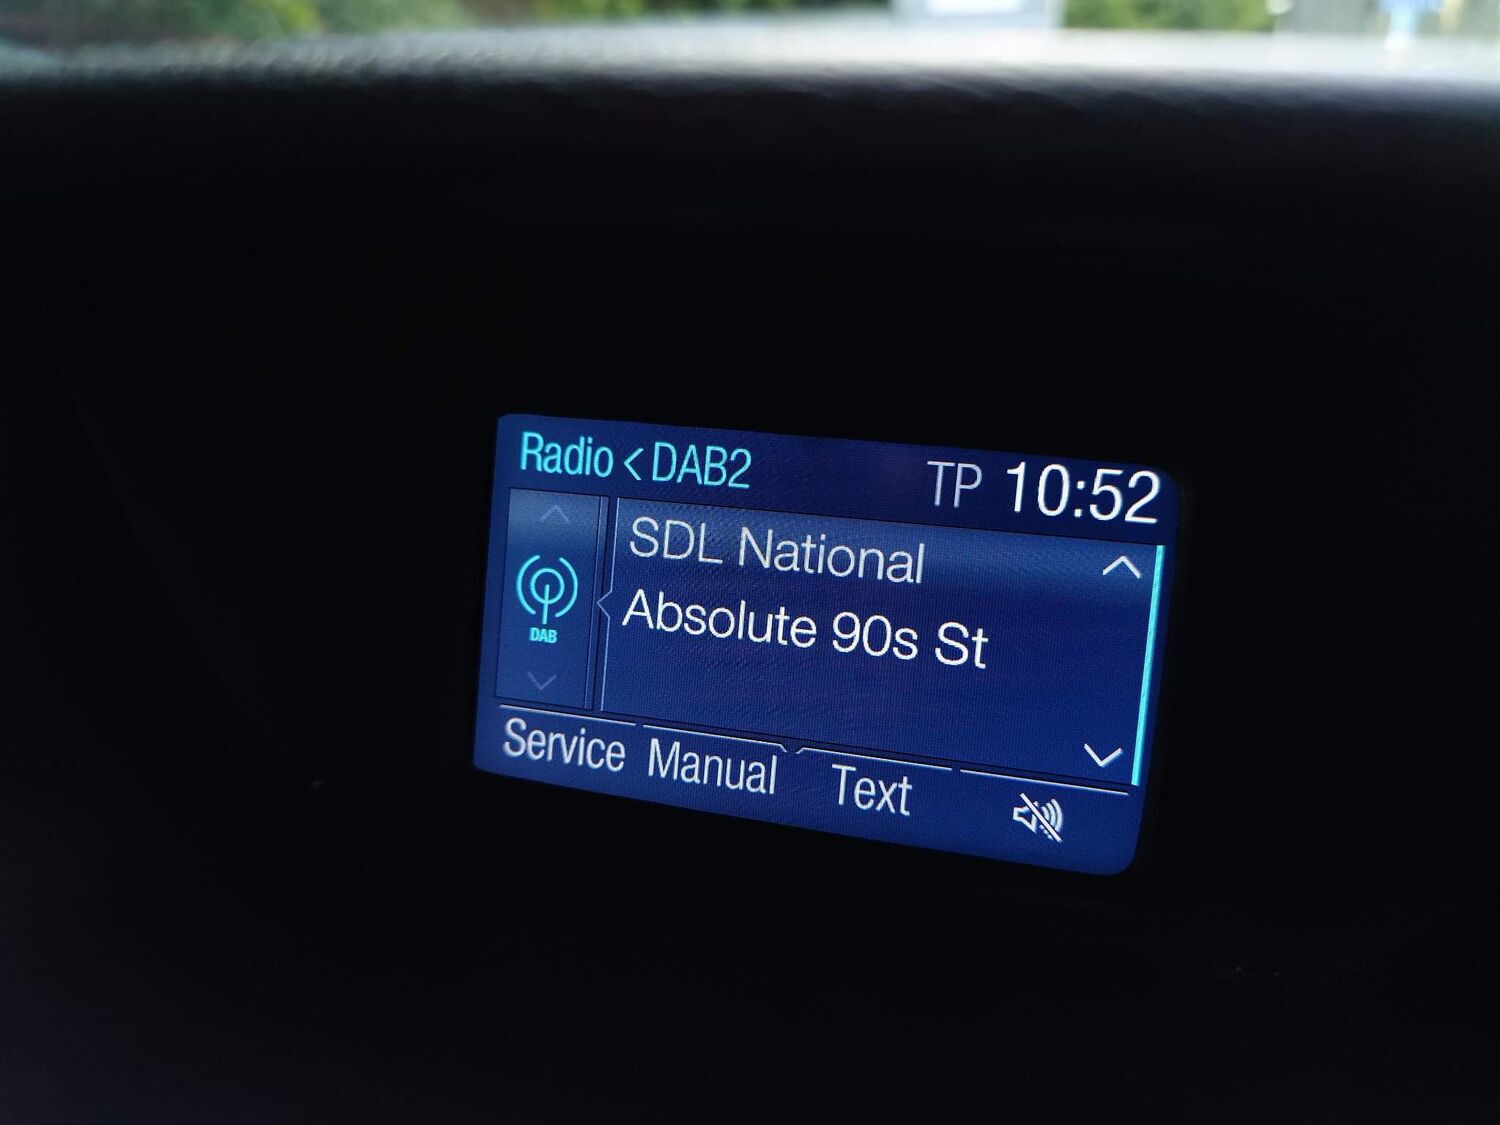 Radio < DAB2 TP 10:52
SDL National
DAB
Absolute 90s St
Service Manual Text